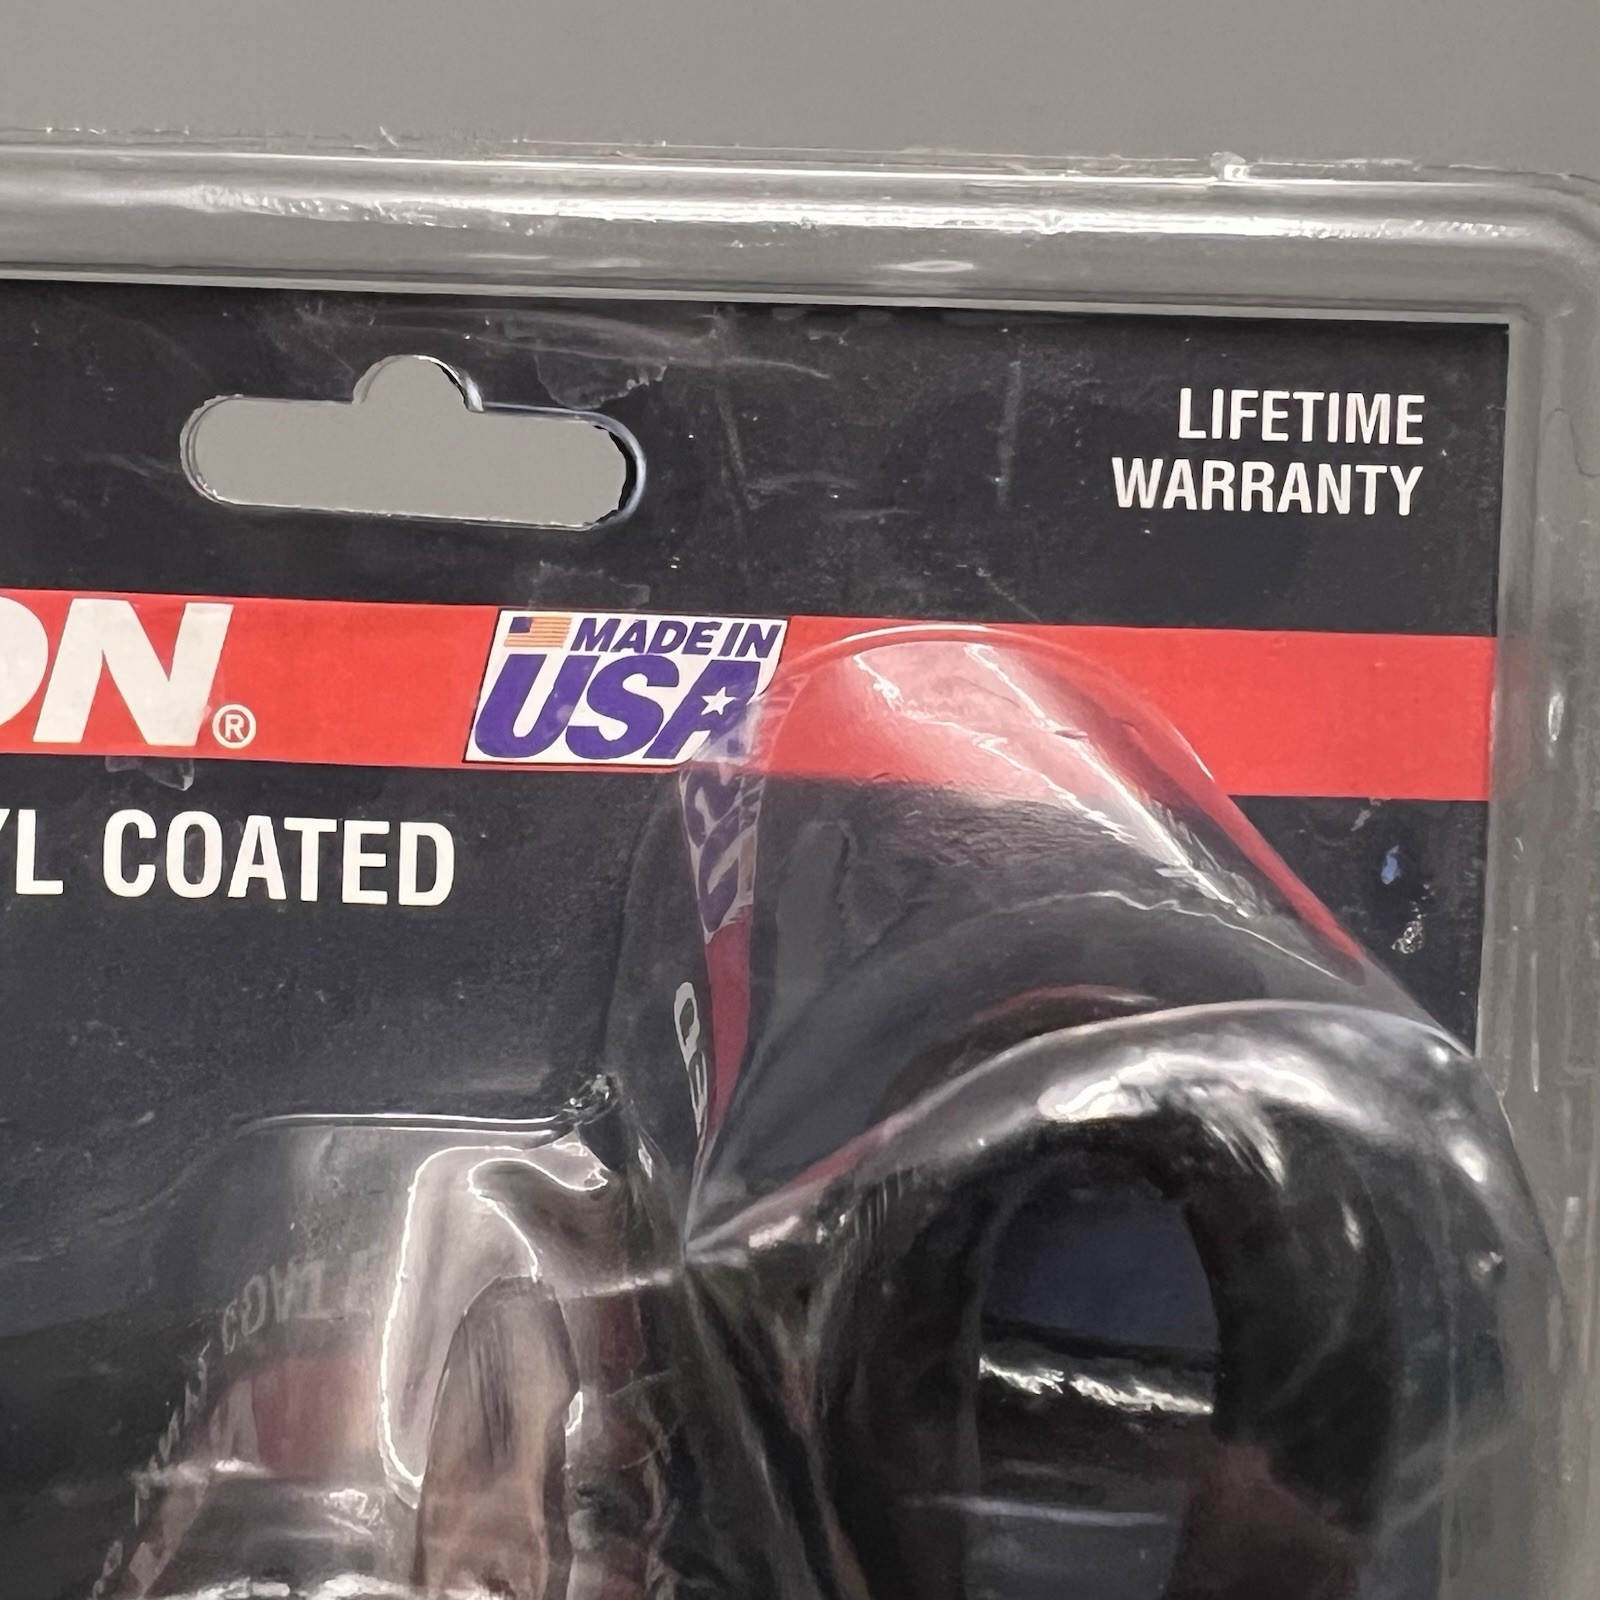 LIFETIME
WARRANTY
ON®
MADE IN
USA
YL COATED